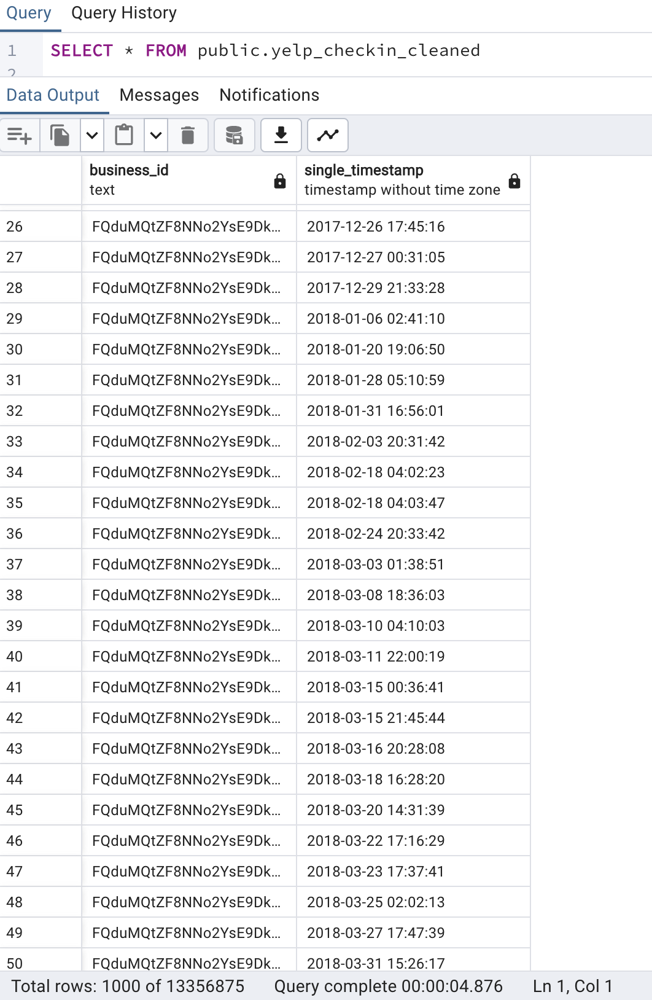 Query Query History
1 SELECT * FROM public.yelp_checkin_cleaned
2
Data Output Messages Notifications
business_id single_timestamp
text timestamp without time zone
26 FQduMQtZF8NNo2YsE9Dk... 2017-12-26 17:45:16
27 FQduMQtZF8NNo2YsE9Dk... 2017-12-27 00:31:05
28 FQduMQtZF8NNo2YsE9Dk... 2017-12-29 21:33:28
29 FQduMQtZF8NNo2YsE9Dk... 2018-01-06 02:41:10
30 FQduMQtZF8NNo2YsE9Dk... 2018-01-20 19:06:50
31 FQduMQtZF8NNo2YsE9Dk... 2018-01-28 05:10:59
32 FQduMQtZF8NNo2YsE9Dk... 2018-01-31 16:56:01
33 FQduMQtZF8NNo2YsE9Dk... 2018-02-03 20:31:42
34 FQduMQtZF8NNo2YsE9Dk... 2018-02-18 04:02:23
35 FQduMQtZF8NNo2YsE9Dk... 2018-02-18 04:03:47
36 FQduMQtZF8NNo2YsE9Dk... 2018-02-24 20:33:42
37 FQduMQtZF8NNo2YsE9Dk... 2018-03-03 01:38:51
38 FQduMQtZF8NNo2YsE9Dk... 2018-03-08 18:36:03
39 FQduMQtZF8NNo2YsE9Dk... 2018-03-10 04:10:03
40 FQduMQtZF8NNo2YsE9Dk... 2018-03-11 22:00:19
41 FQduMQtZF8NNo2YsE9Dk... 2018-03-15 00:36:41
42 FQduMQtZF8NNo2YsE9Dk... 2018-03-15 21:45:44
43 FQduMQtZF8NNo2YsE9Dk... 2018-03-16 20:28:08
44 FQduMQtZF8NNo2YsE9Dk... 2018-03-18 16:28:20
45 FQduMQtZF8NNo2YsE9Dk... 2018-03-20 14:31:39
46 FQduMQtZF8NNo2YsE9Dk... 2018-03-22 17:16:29
47 FQduMQtZF8NNo2YsE9Dk... 2018-03-23 17:37:41
48 FQduMQtZF8NNo2YsE9Dk... 2018-03-25 02:02:13
49 FQduMQtZF8NNo2YsE9Dk... 2018-03-27 17:47:39
50 FQduMQtZF8NNo2YsE9Dk... 2018-03-31 15:26:17
Total rows: 1000 of 13356875 Query complete 00:00:04.876 Ln 1, Col 1